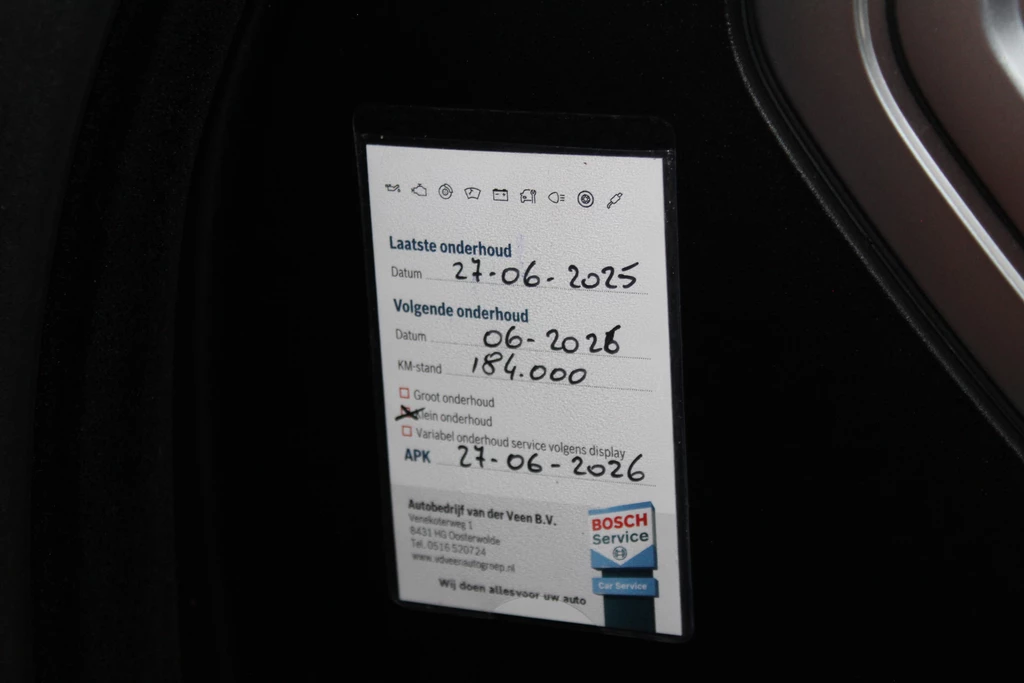 Laatste onderhoud
Datum 27-06-2025
Volgende onderhoud
Datum 06-2026
KM-stand 184.000
Groot onderhoud
Klein onderhoud
Variabel onderhoud service volgens display
APK 27-06-2026
Autobedrijf van der Veen B.V.
Venekoterweg 1
8431 HG Oosterwolde
Tel. 0516 520724
www.vdveenautogroep.nl
Wij doen allesvoor uw auto
BOSCH
Service
Car Service